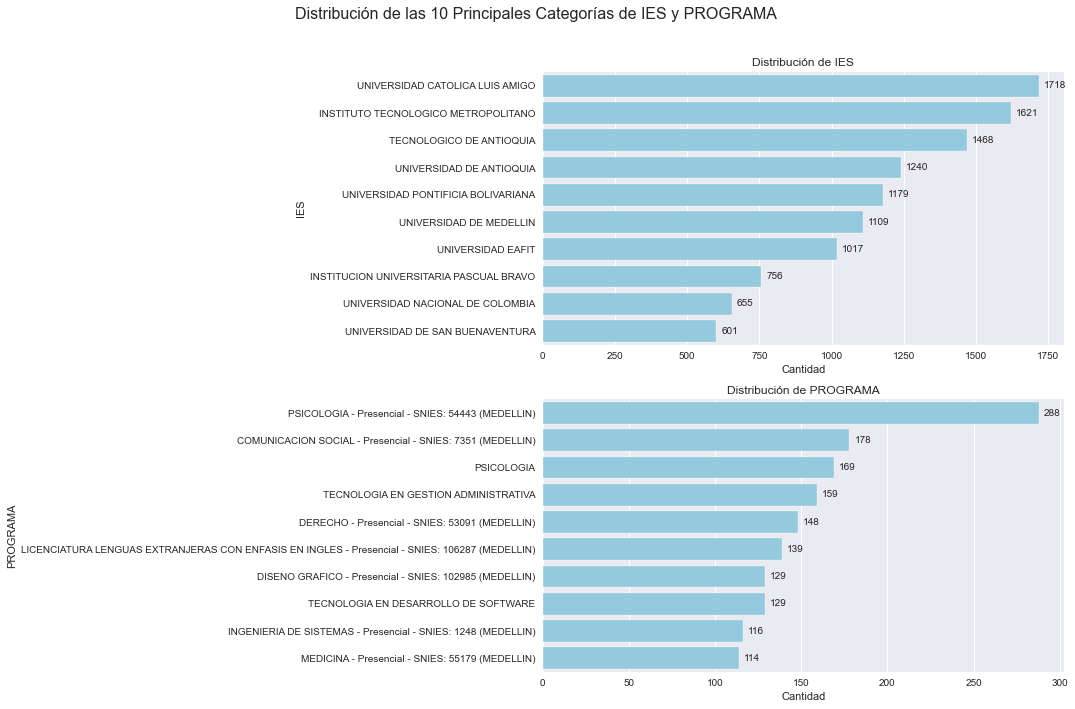 Distribución de las 10 Principales Categorías de IES y PROGRAMA
Distribución de IES
IES
UNIVERSIDAD CATOLICA LUIS AMIGO 1718
INSTITUTO TECNOLOGICO METROPOLITANO 1621
TECNOLOGICO DE ANTIOQUIA 1468
UNIVERSIDAD DE ANTIOQUIA 1240
UNIVERSIDAD PONTIFICIA BOLIVARIANA 1179
UNIVERSIDAD DE MEDELLIN 1109
UNIVERSIDAD EAFIT 1017
INSTITUCION UNIVERSITARIA PASCUAL BRAVO 756
UNIVERSIDAD NACIONAL DE COLOMBIA 655
UNIVERSIDAD DE SAN BUENAVENTURA 601
0 250 500 750 1000 1250 1500 1750
Cantidad
Distribución de PROGRAMA
PROGRAMA
PSICOLOGIA - Presencial - SNIES: 54443 (MEDELLIN) 288
COMUNICACION SOCIAL - Presencial - SNIES: 7351 (MEDELLIN) 178
PSICOLOGIA 169
TECNOLOGIA EN GESTION ADMINISTRATIVA 159
DERECHO - Presencial - SNIES: 53091 (MEDELLIN) 148
LICENCIATURA LENGUAS EXTRANJERAS CON ENFASIS EN INGLES - Presencial - SNIES: 106287 (MEDELLIN) 139
DISENO GRAFICO - Presencial - SNIES: 102985 (MEDELLIN) 129
TECNOLOGIA EN DESARROLLO DE SOFTWARE 129
INGENIERIA DE SISTEMAS - Presencial - SNIES: 1248 (MEDELLIN) 116
MEDICINA - Presencial - SNIES: 55179 (MEDELLIN) 114
0 50 100 150 200 250 300
Cantidad